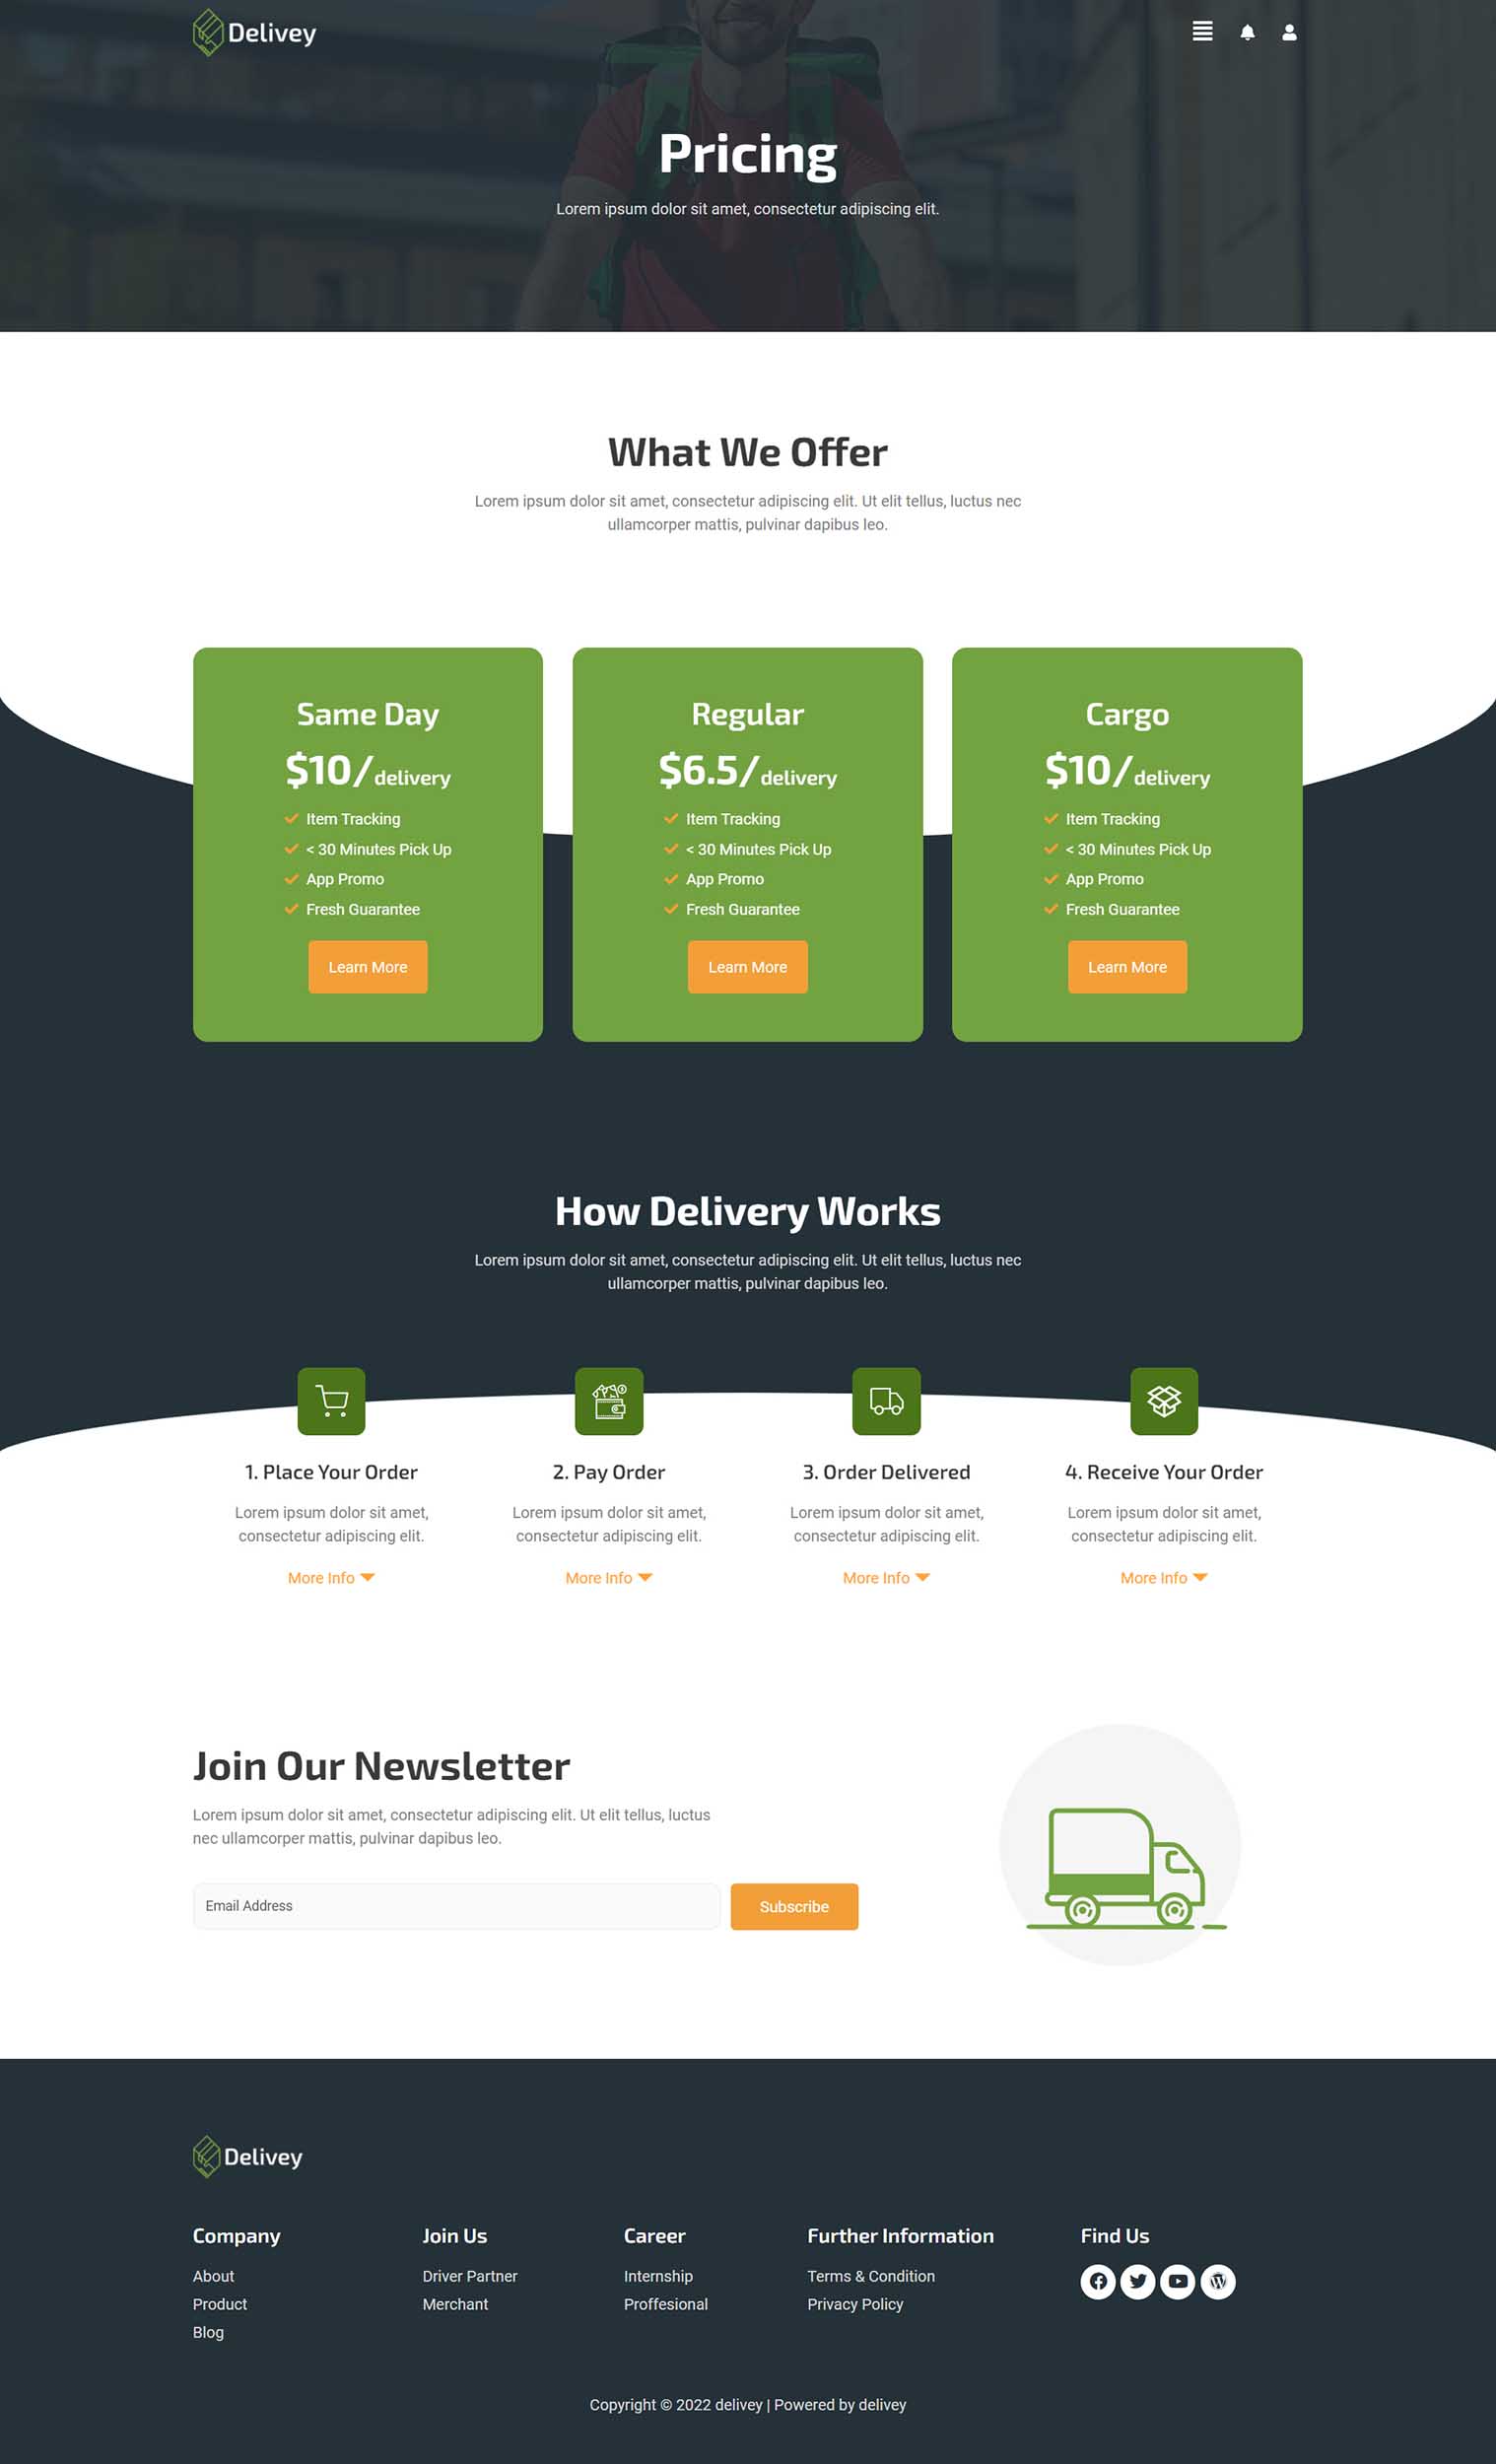 Delivey
Pricing
Lorem ipsum dolor sit amet, consectetur adipiscing elit.
What We Offer
Lorem ipsum dolor sit amet, consectetur adipiscing elit. Ut elit tellus, luctus nec
ullamcorper mattis, pulvinar dapibus leo.
Same Day
$10/delivery
Item Tracking
< 30 Minutes Pick Up
App Promo
Fresh Guarantee
Learn More
Regular
$6.5/delivery
Item Tracking
< 30 Minutes Pick Up
App Promo
Fresh Guarantee
Learn More
Cargo
$10/delivery
Item Tracking
< 30 Minutes Pick Up
App Promo
Fresh Guarantee
Learn More
How Delivery Works
Lorem ipsum dolor sit amet, consectetur adipiscing elit. Ut elit tellus, luctus nec
ullamcorper mattis, pulvinar dapibus leo.
1. Place Your Order
Lorem ipsum dolor sit amet,
consectetur adipiscing elit.
More Info
2. Pay Order
Lorem ipsum dolor sit amet,
consectetur adipiscing elit.
More Info
3. Order Delivered
Lorem ipsum dolor sit amet,
consectetur adipiscing elit.
More Info
4. Receive Your Order
Lorem ipsum dolor sit amet,
consectetur adipiscing elit.
More Info
Join Our Newsletter
Lorem ipsum dolor sit amet, consectetur adipiscing elit. Ut elit tellus, luctus
nec ullamcorper mattis, pulvinar dapibus leo.
Email Address
Subscribe
Delivey
Company
About
Product
Blog
Join Us
Driver Partner
Merchant
Career
Internship
Proffesional
Further Information
Terms & Condition
Privacy Policy
Find Us
Copyright © 2022 delivey | Powered by delivey